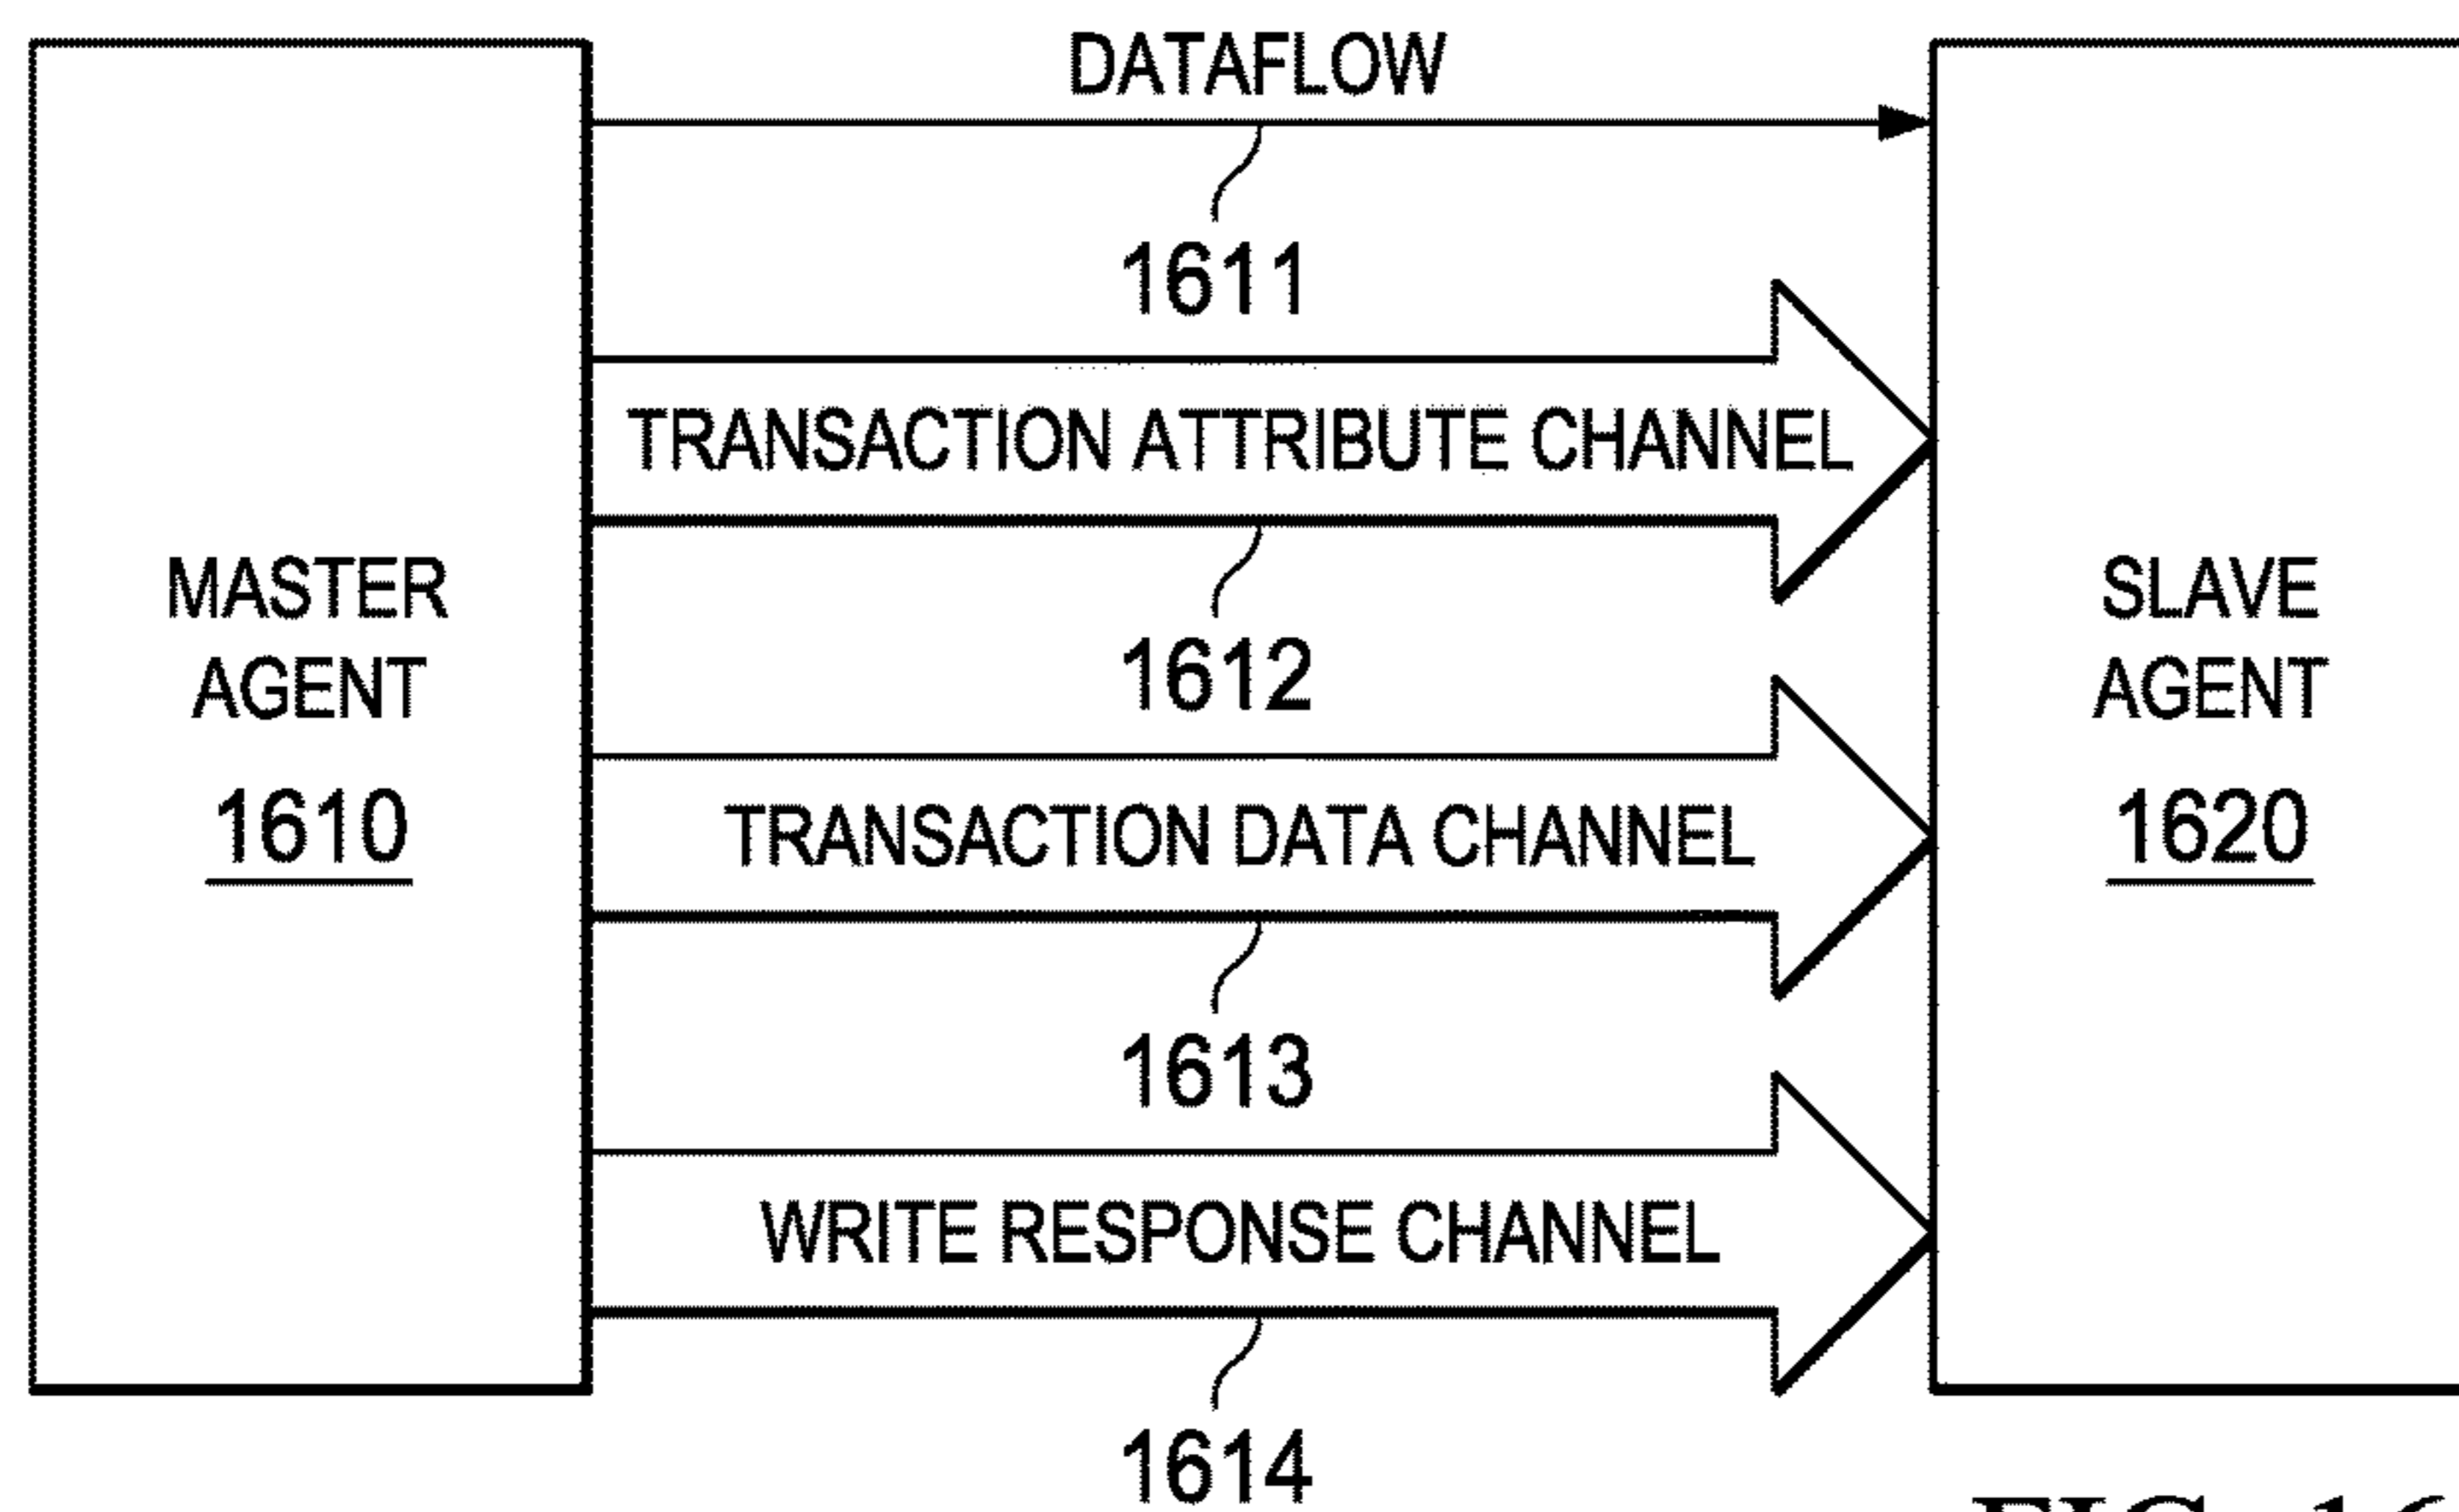 DATAFLOW
1611
TRANSACTION ATTRIBUTE CHANNEL
1612
MASTER
AGENT
1610
SLAVE
AGENT
1620
TRANSACTION DATA CHANNEL
1613
WRITE RESPONSE CHANNEL
1614